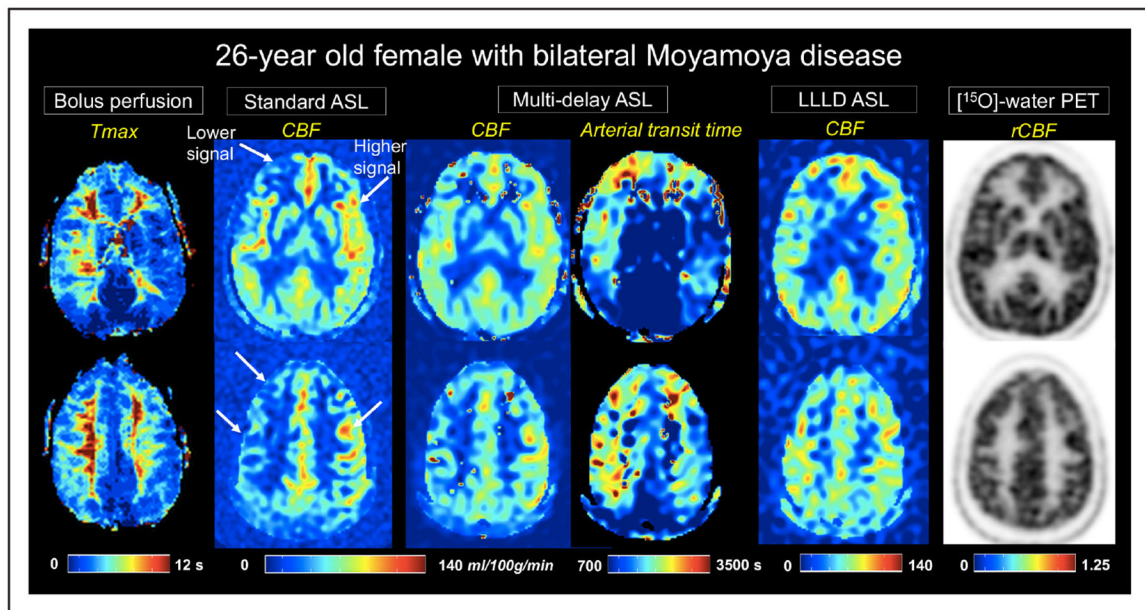 26-year old female with bilateral Moyamoya disease
Bolus perfusion
Standard ASL
Multi-delay ASL
LLLD ASL
[¹⁵O]-water PET
Tmax
CBF
CBF
Arterial transit time
CBF
rCBF
Lower
signal
Higher
signal
0 12 s
0 140 ml/100g/min
700 3500 s
0 140
0 1.25